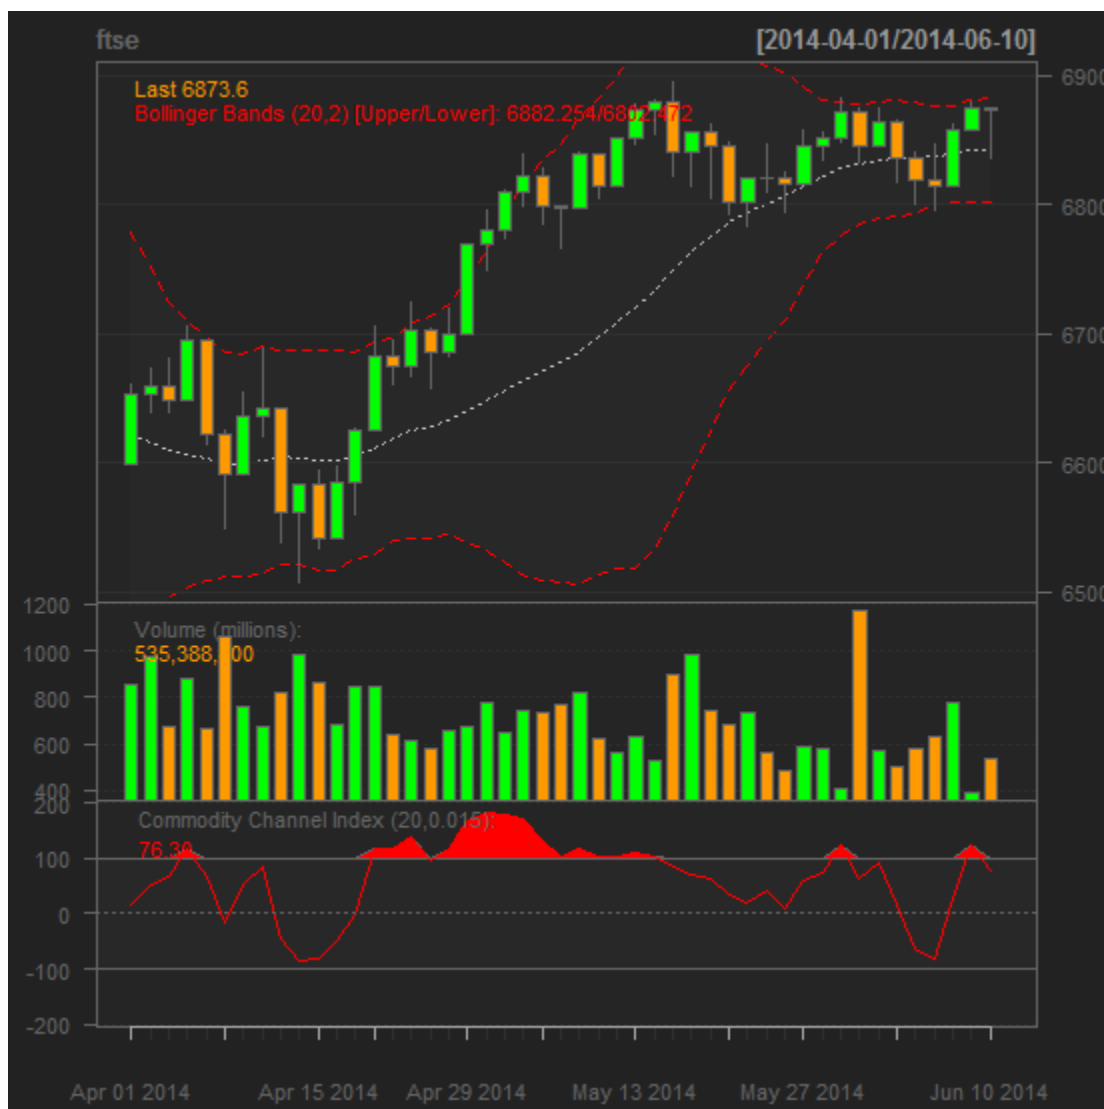 ftse [2014-04-01/2014-06-10]
Last 6873.6
Bollinger Bands (20,2) [Upper/Lower]: 6882.254/6802.472
6900
6800
6700
6600
6500
1200
Volume (millions):
535,388,
1000
800
600
400
200
Commodity Channel Index (20,0.015):
76.30
100
0
-100
-200
Apr 01 2014 Apr 15 2014 Apr 29 2014 May 13 2014 May 27 2014 Jun 10 2014